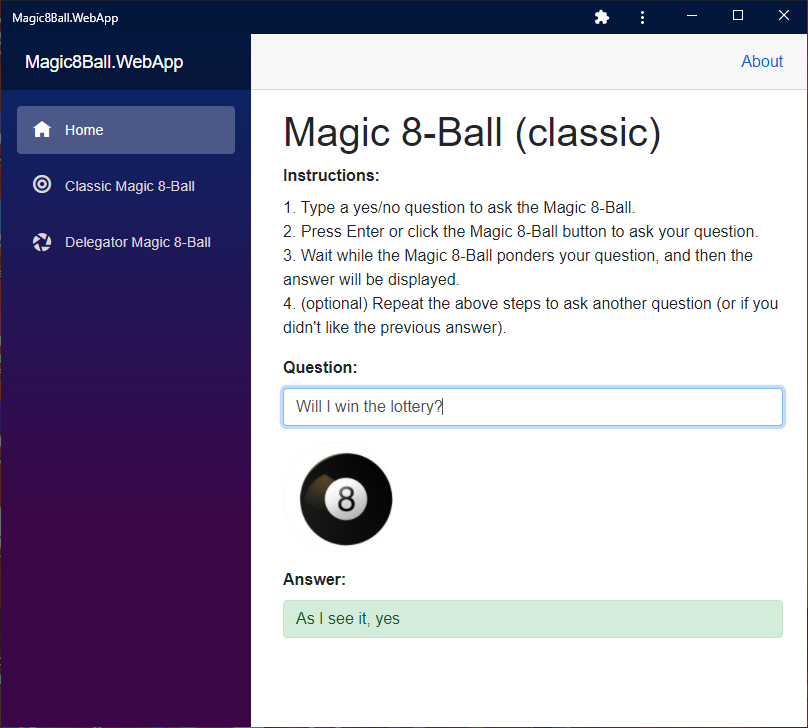 Magic8Ball.WebApp
Magic8Ball.WebApp
About
Home
Classic Magic 8-Ball
Delegator Magic 8-Ball
Magic 8-Ball (classic)
Instructions:
1. Type a yes/no question to ask the Magic 8-Ball.
2. Press Enter or click the Magic 8-Ball button to ask your question.
3. Wait while the Magic 8-Ball ponders your question, and then the
answer will be displayed.
4. (optional) Repeat the above steps to ask another question (or if you
didn't like the previous answer).
Question:
Will I win the lottery?
8
Answer:
As I see it, yes